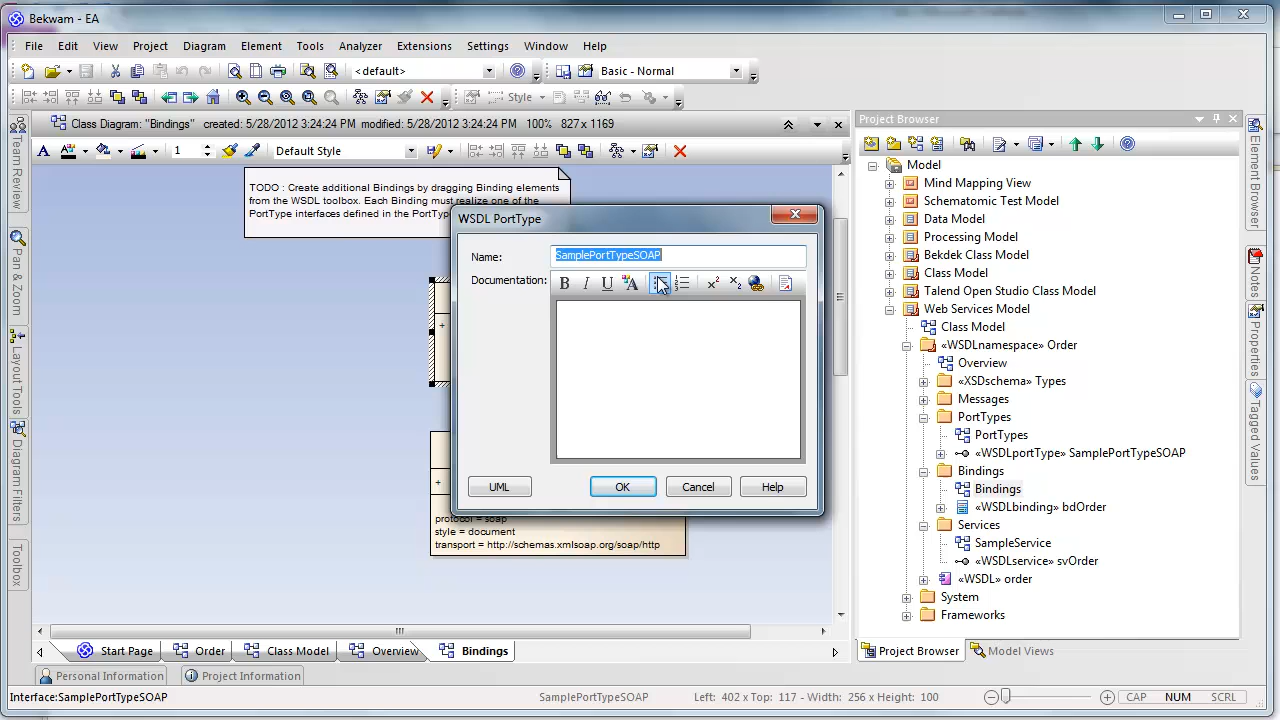 Bekwam - EA
File Edit View Project Diagram Element Tools Analyzer Extensions Settings Window Help
<default> Basic - Normal
Style
Class Diagram: "Bindings" created: 5/28/2012 3:24:24 PM modified: 5/28/2012 3:24:24 PM 100% 827 x 1169
A 1 Default Style
Team Review
Pan & Zoom
Layout Tools
Diagram Filters
Toolbox
TODO : Create additional Bindings by dragging Binding elements
from the WSDL toolbox. Each Binding must realize one of the
PortType interfaces defined in the PortTyp
+
+
protocol = soap
style = document
transport = http://schemas.xmlsoap.org/soap/http
WSDL PortType
Name: SamplePortTypeSOAP
Documentation: B I U A x² x₂
UML OK Cancel Help
Project Browser
Model
Mind Mapping View
Schematomic Test Model
Data Model
Processing Model
Bekdek Class Model
Class Model
Talend Open Studio Class Model
Web Services Model
Class Model
«WSDLnamespace» Order
Overview
«XSDschema» Types
Messages
PortTypes
PortTypes
«WSDLportType» SamplePortTypeSOAP
Bindings
Bindings
«WSDLbinding» bdOrder
Services
SampleService
«WSDLservice» svOrder
«WSDL» order
System
Frameworks
Project Browser Model Views
Element Browser
Notes
Properties
Tagged Values
Start Page Order Class Model Overview Bindings
Personal Information Project Information
Interface:SamplePortTypeSOAP SamplePortTypeSOAP Left: 402 x Top: 117 - Width: 256 x Height: 100 CAP NUM SCRL